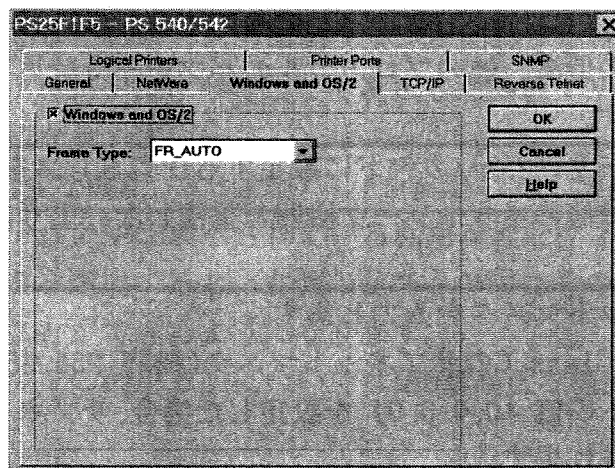 PS25F1F5 - PS 540/542
Logical Printers Printer Ports SNMP
General NetWare Windows and OS/2 TCP/IP Reverse Telnet
Windows and OS/2
Frame Type: FR_AUTO
OK
Cancel
Help